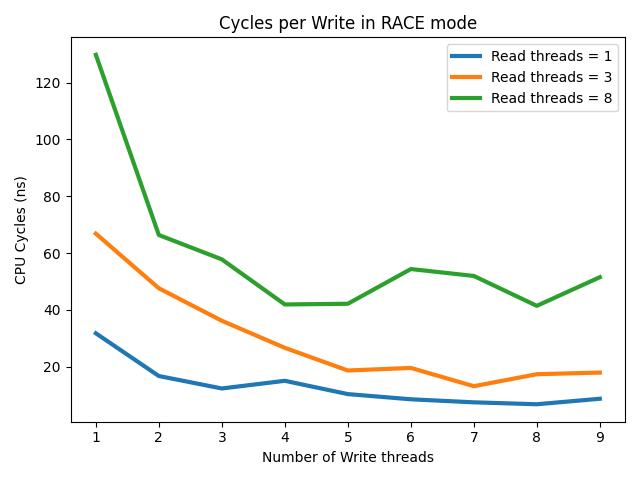 Cycles per Write in RACE mode
Read threads = 1
Read threads = 3
Read threads = 8
CPU Cycles (ns)
120
100
80
60
40
20
1 2 3 4 5 6 7 8 9
Number of Write threads